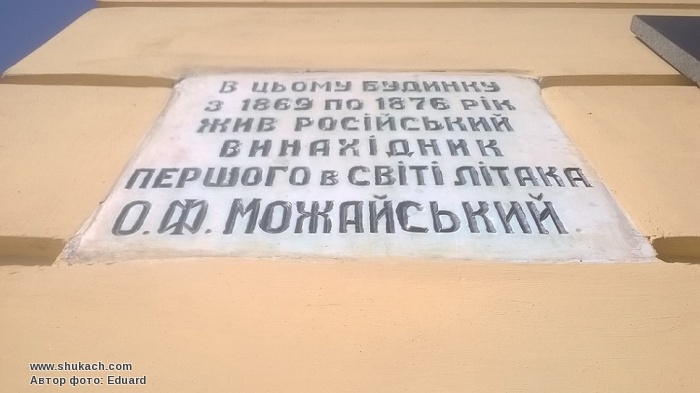 В ЦЬОМУ БУДИНКУ
З 1869 ПО 1876 РІК
ЖИВ РОСІЙСЬКИЙ
ВИНАХІДНИК
ПЕРШОГО В СВІТІ ЛІТАКА
О.Ф. МОЖАЙСЬКИЙ.
www.shukach.com
Автор фото: Eduard